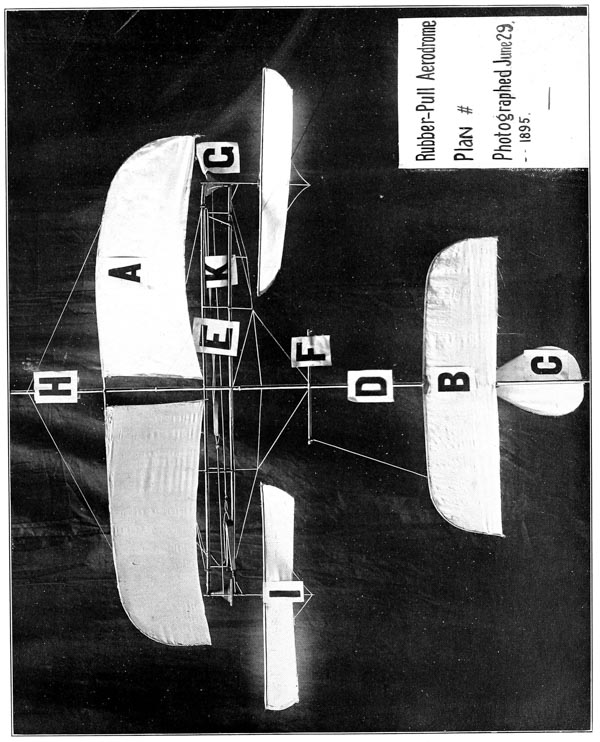 H
A
E
K
G
I
F
D
Rubber-Pull Aerodrome
Plan #
B
Photographed June 29,
-- 1895. —
C